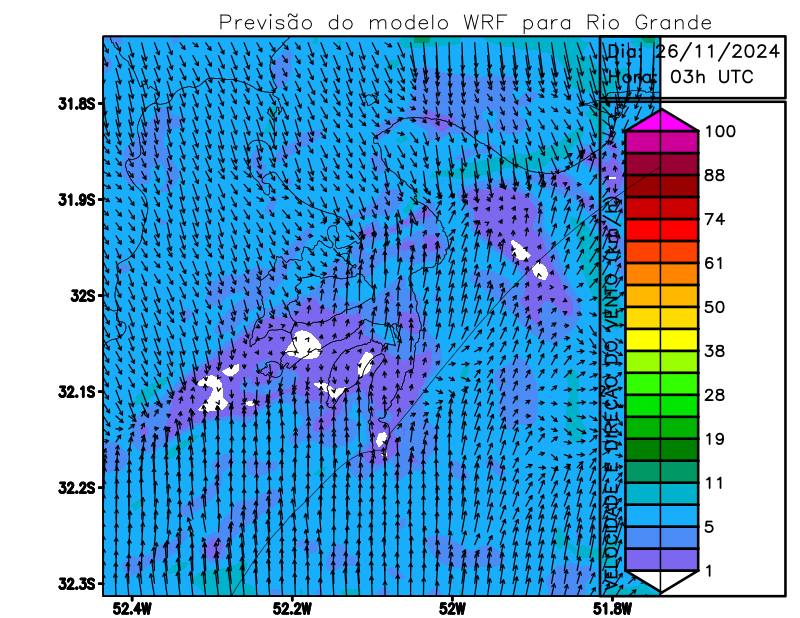 Previsão do modelo WRF para Rio Grande
Dia: 26/11/2024
Hora: 03h UTC
31.8S
31.9S
32S
32.1S
32.2S
32.3S
52.4W
52.2W
52W
51.8W
VELOCIDADE E DIREÇÃO DO VENTO (km/h)
100
88
74
61
50
38
28
19
11
5
1